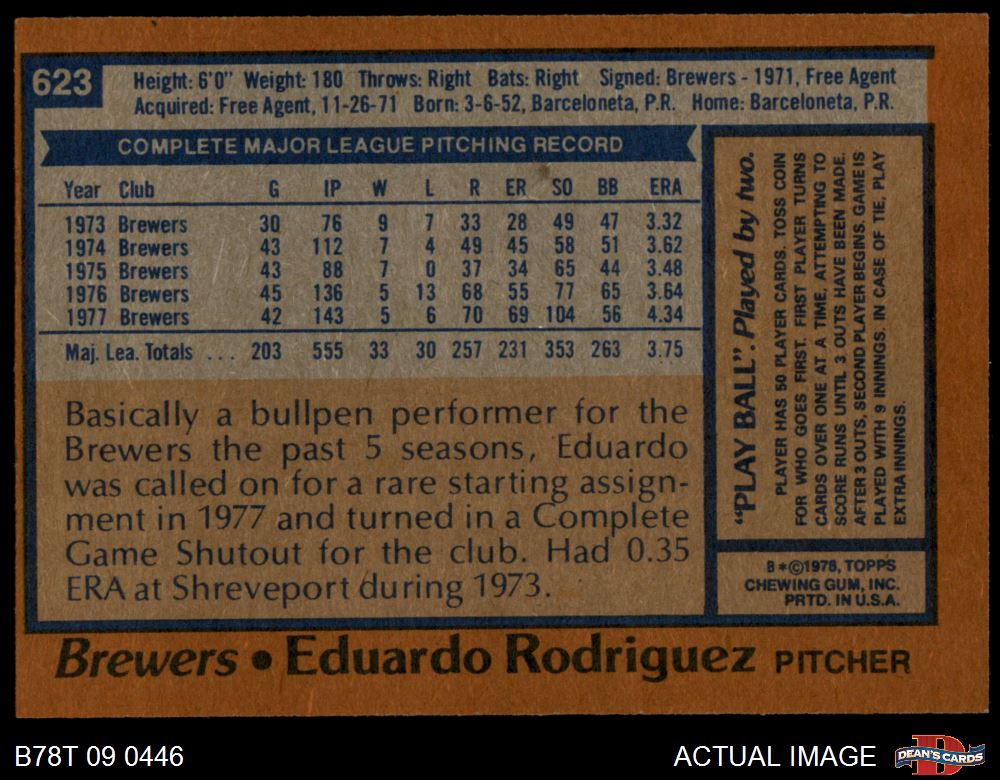 623
Height: 6'0" Weight: 180 Throws: Right Bats: Right Signed: Brewers - 1971, Free Agent
Acquired: Free Agent, 11-26-71 Born: 3-6-52, Barceloneta, P.R. Home: Barceloneta, P.R.
COMPLETE MAJOR LEAGUE PITCHING RECORD
Year Club G IP W L R ER SO BB ERA
1973 Brewers 30 76 9 7 33 28 49 47 3.32
1974 Brewers 43 112 7 4 49 45 58 51 3.62
1975 Brewers 43 88 7 0 37 34 65 44 3.48
1976 Brewers 45 136 5 13 68 55 77 65 3.64
1977 Brewers 42 143 5 6 70 69 104 56 4.34
Maj. Lea. Totals ... 203 555 33 30 257 231 353 263 3.75
Basically a bullpen performer for the
Brewers the past 5 seasons, Eduardo
was called on for a rare starting assign-
ment in 1977 and turned in a Complete
Game Shutout for the club. Had 0.35
ERA at Shreveport during 1973.
"PLAY BALL". Played by two.
PLAYER HAS 50 PLAYER CARDS. TOSS COIN
FOR WHO GOES FIRST. FIRST PLAYER TURNS
CARDS OVER ONE AT A TIME, ATTEMPTING TO
SCORE RUNS UNTIL 3 OUTS HAVE BEEN MADE.
AFTER 3 OUTS, SECOND PLAYER BEGINS. GAME IS
PLAYED WITH 9 INNINGS. IN CASE OF TIE, PLAY
EXTRA INNINGS.
B*©1978, TOPPS
CHEWING GUM, INC.
PRTD. IN U.S.A.
Brewers • Eduardo Rodriguez PITCHER
B78T 09 0446
ACTUAL IMAGE
D
DEAN'S CARDS